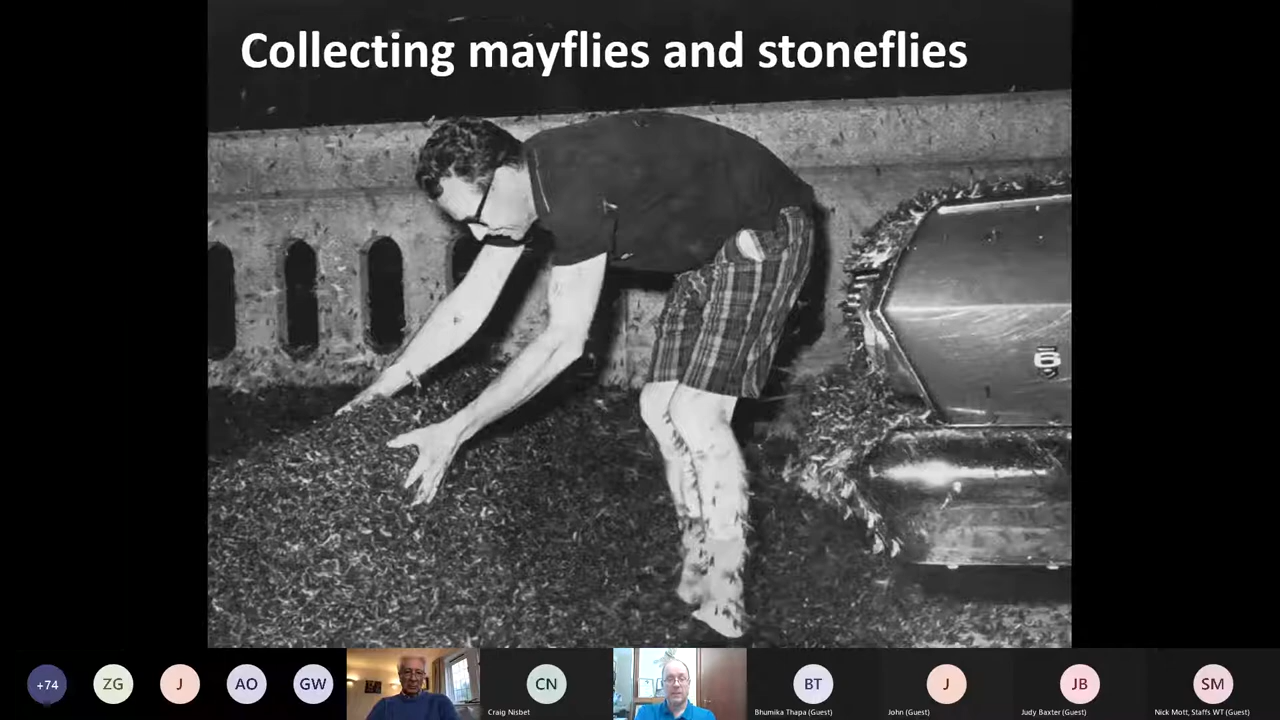 Collecting mayflies and stoneflies
6
+74
ZG
J
AO
GW
CN
Craig Nisbet
BT
Bhumika Thapa (Guest)
J
John (Guest)
JB
Judy Baxter (Guest)
SM
Nick Mott, Staffs WT (Guest)